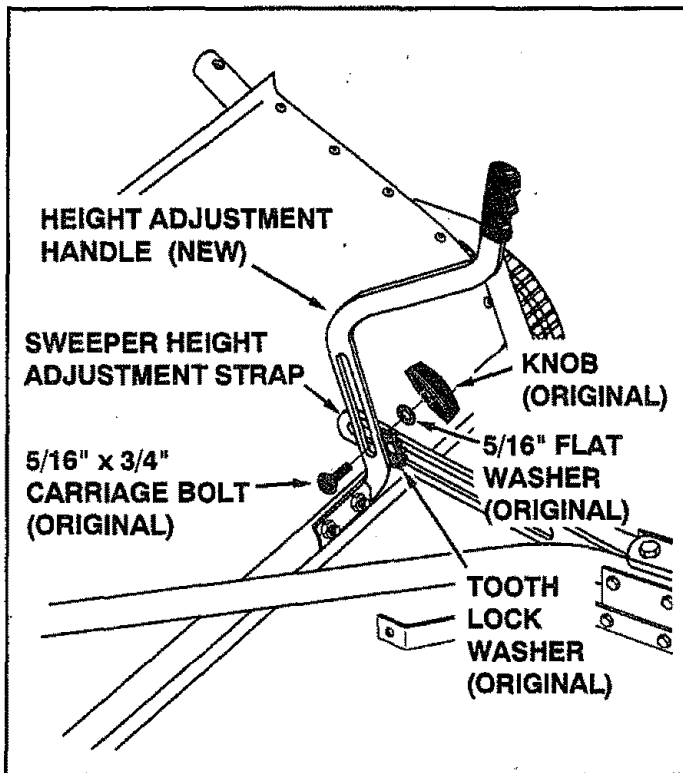 HEIGHT ADJUSTMENT
HANDLE (NEW)
SWEEPER HEIGHT
ADJUSTMENT STRAP
5/16" x 3/4"
CARRIAGE BOLT
(ORIGINAL)
KNOB
(ORIGINAL)
5/16" FLAT
WASHER
(ORIGINAL)
TOOTH
LOCK
WASHER
(ORIGINAL)